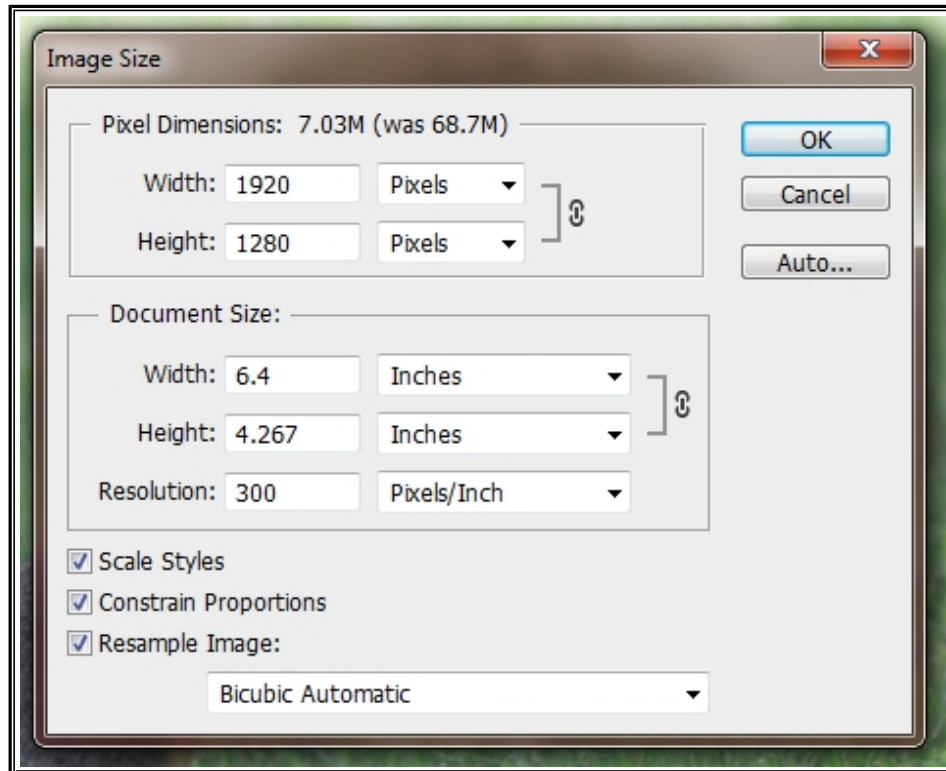 Image Size
Pixel Dimensions: 7.03M (was 68.7M)
Width: 1920 Pixels
Height: 1280 Pixels
OK
Cancel
Auto...
Document Size:
Width: 6.4 Inches
Height: 4.267 Inches
Resolution: 300 Pixels/Inch
Scale Styles
Constrain Proportions
Resample Image:
Bicubic Automatic